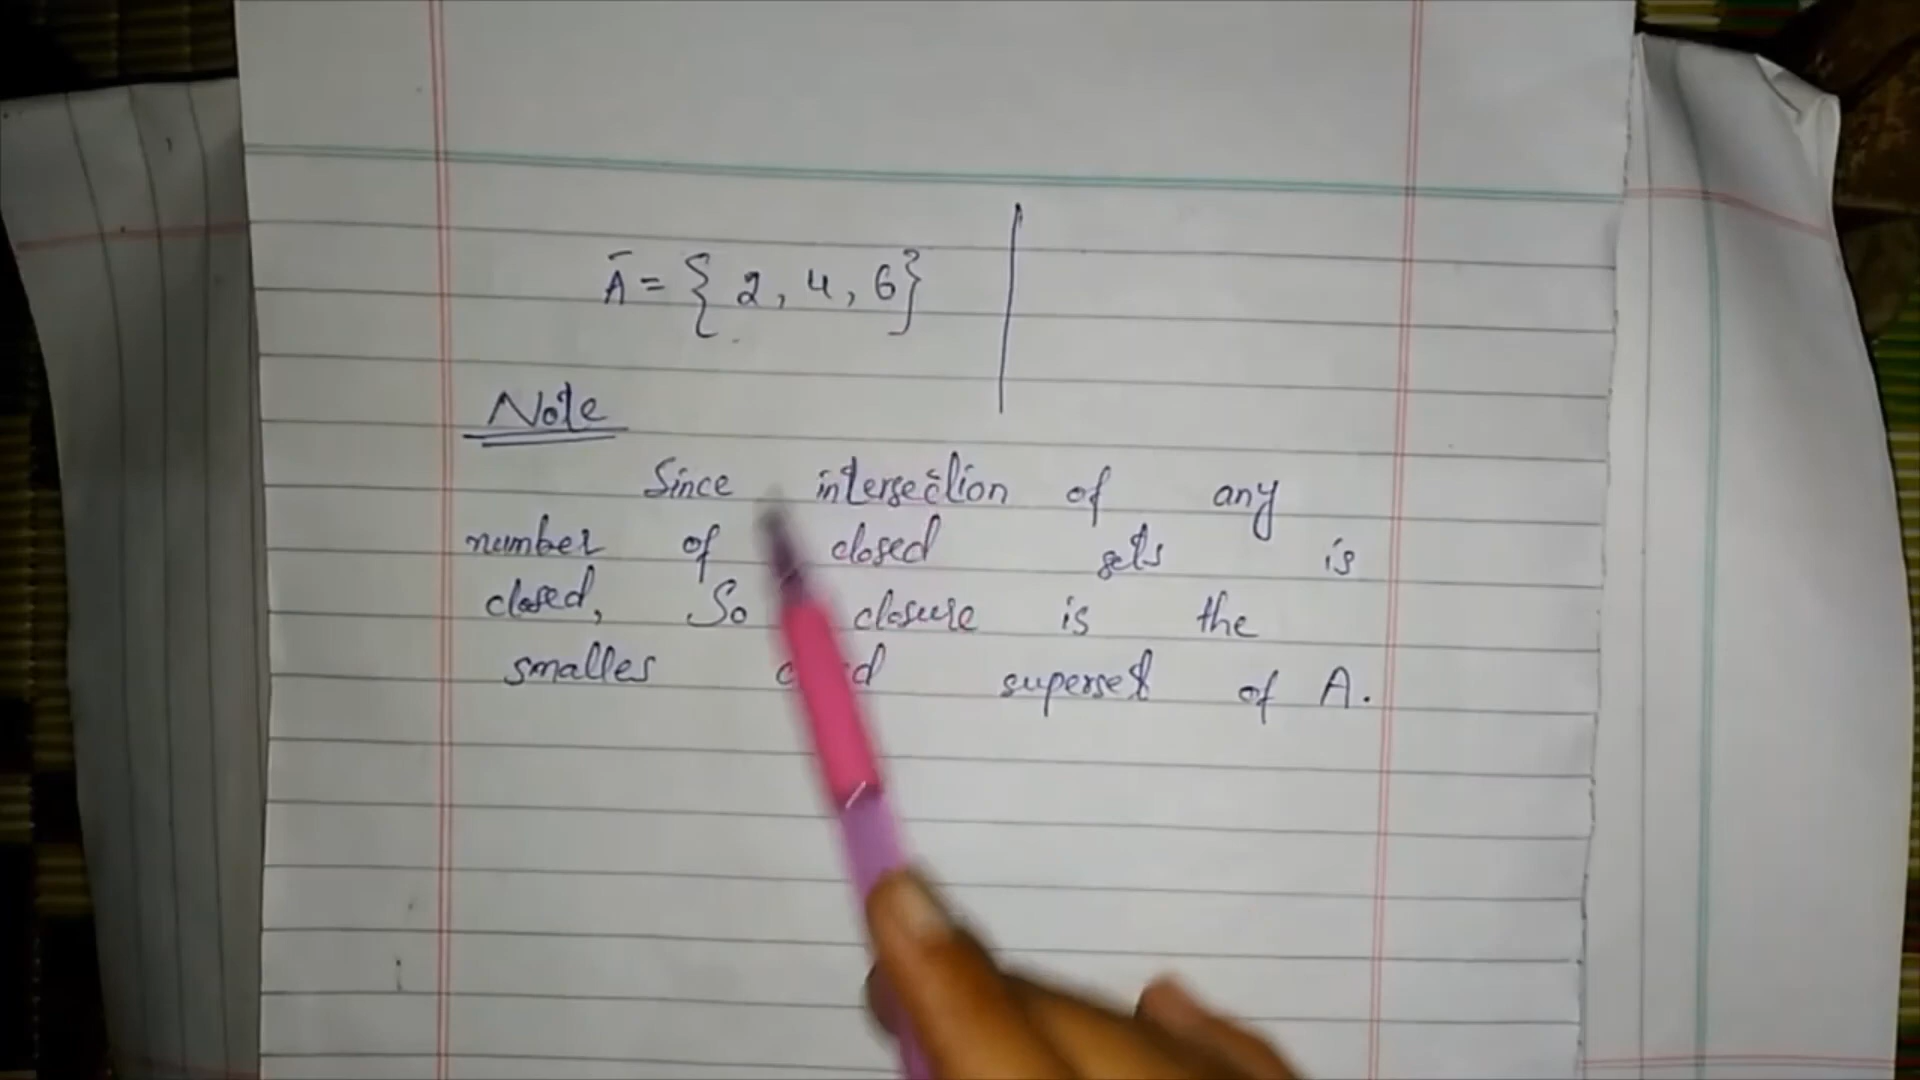 Ā = { 2, 4, 6}
Note
Since intersection of any
number of closed sets is
closed, So closure is the
smalles superset of A.